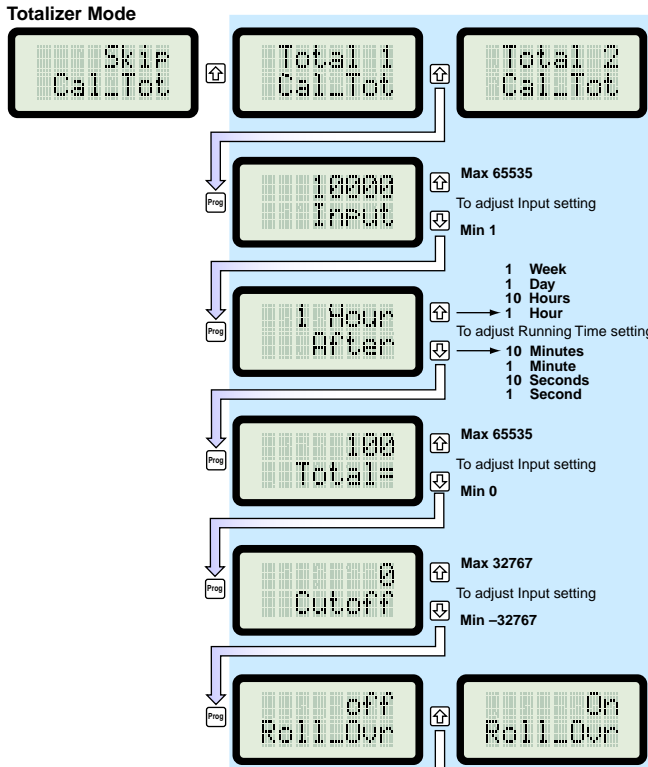 Totalizer Mode
Skip
Cal_Tot
Total 1
Cal_Tot
Total 2
Cal_Tot
Prog
10000
Input
Max 65535
To adjust Input setting
Min 1
Prog
1 Hour
After
1 Week
1 Day
10 Hours
1 Hour
To adjust Running Time setting
10 Minutes
1 Minute
10 Seconds
1 Second
Prog
100
Total=
Max 65535
To adjust Input setting
Min 0
Prog
0
Cutoff
Max 32767
To adjust Input setting
Min –32767
Prog
off
Roll_Ovr
On
Roll_Ovr